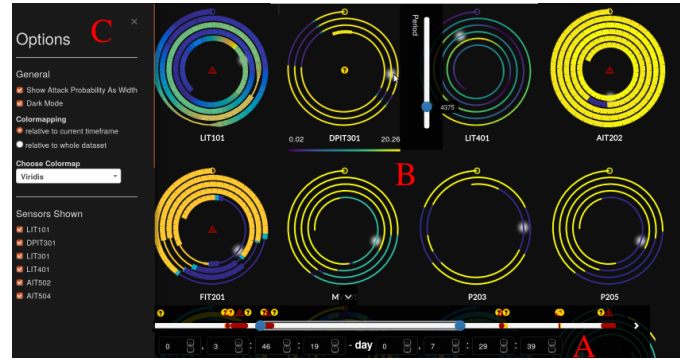 Options
C
×
General
Show Attack Probability As Width
Dark Mode
Colormapping
relative to current timeframe
relative to whole dataset
Choose Colormap
Viridis
Sensors Shown
LIT101
DPIT301
LIT301
LIT401
AIT502
AIT504
LIT101
DPIT301
0.02 20.26
Period
4375
LIT401
AIT202
B
FIT201
M
P203
P205
0 , 3 : 46 : 19 - day 0 , 7 : 29 : 39
A